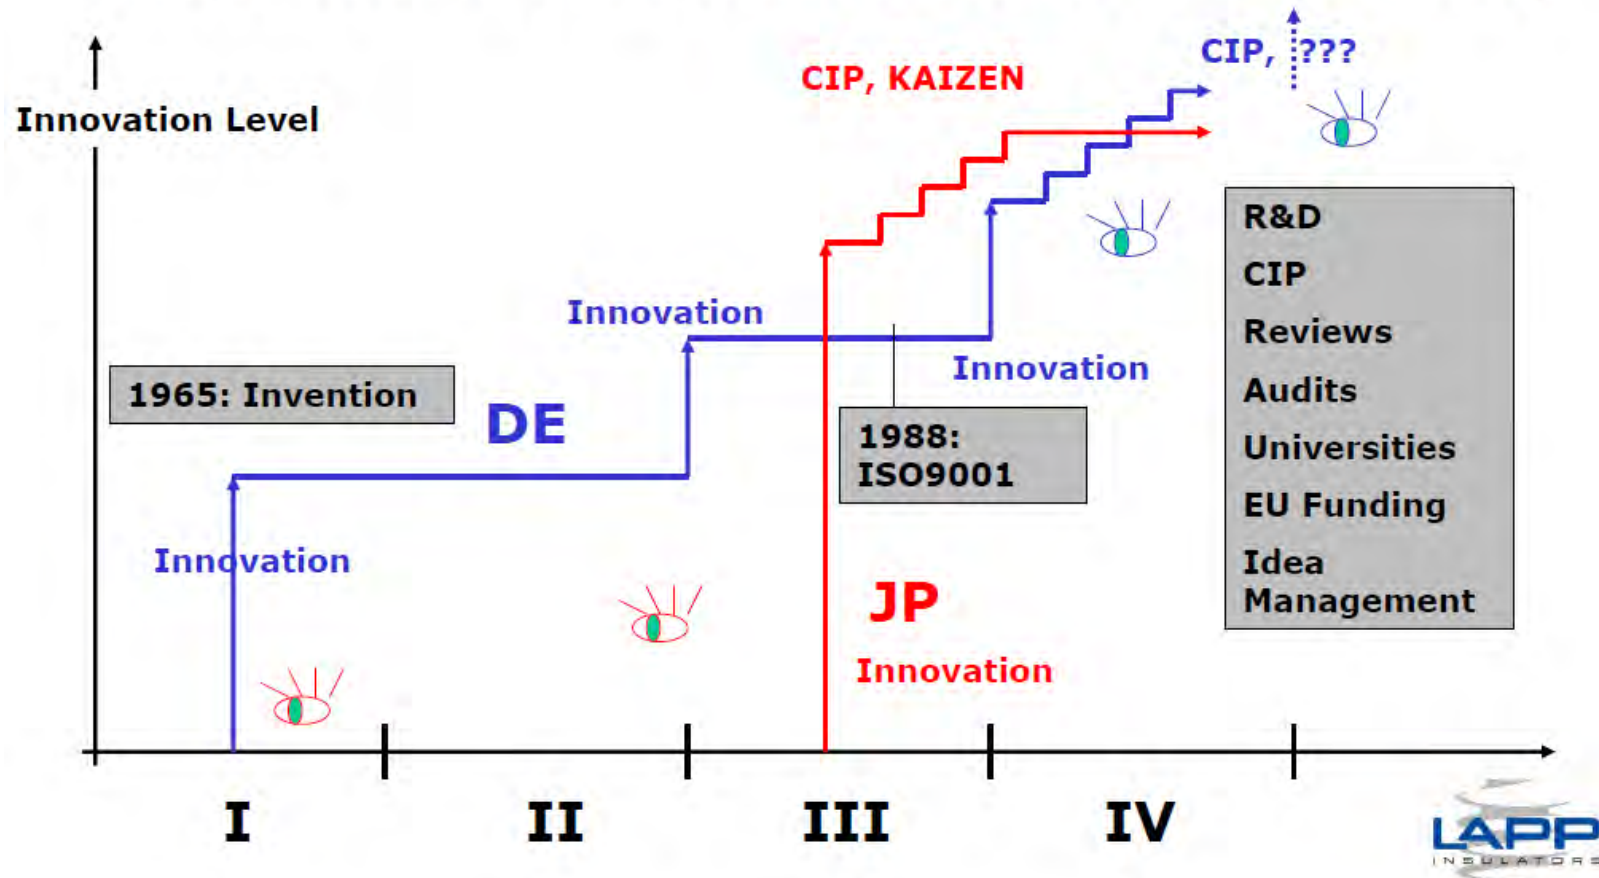 CIP, ???
CIP, KAIZEN
Innovation Level
R&D
CIP
Innovation
Reviews
Innovation
1965: Invention
Audits
DE
1988:
ISO9001
Universities
EU Funding
Innovation
Idea
Management
JP
Innovation
I
II
III
IV
LAPP
INSULATORS